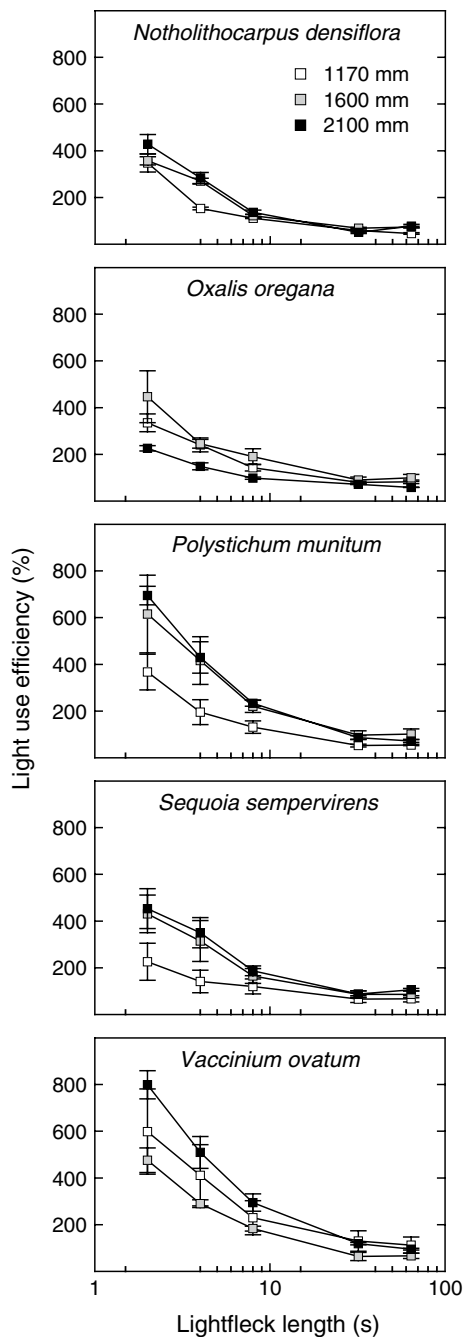 Notholithocarpus densiflora
1170 mm
1600 mm
2100 mm
800
600
400
200
Oxalis oregana
800
600
400
200
Polystichum munitum
800
600
400
200
Sequoia sempervirens
800
600
400
200
Vaccinium ovatum
800
600
400
200
1 10 100
Lightfleck length (s)
Light use efficiency (%)